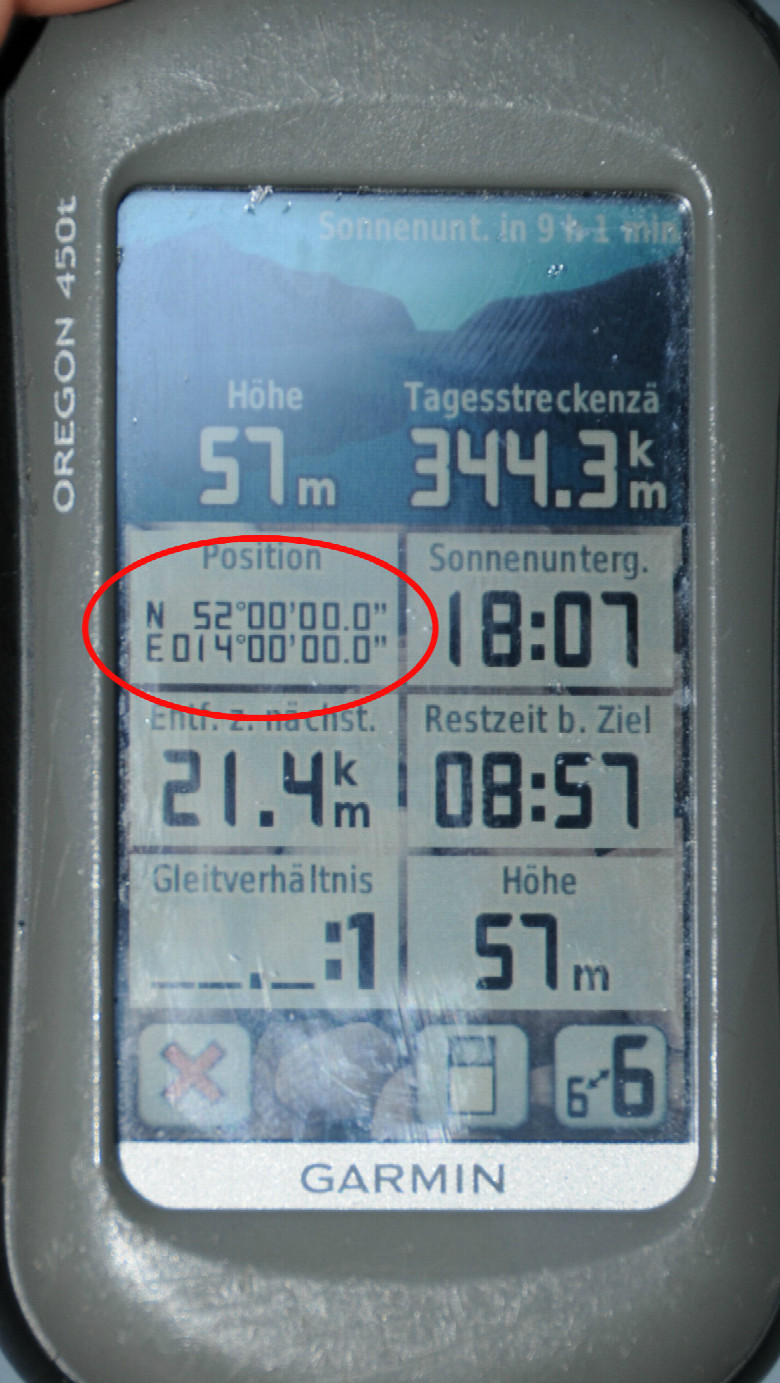 OREGON 450t
Sonnenunt. in 9 h 1 min
Höhe
57 m
Tagesstreckenzä
344.3 km
Position
N 52°00'00.0"
E 014°00'00.0"
Sonnenunterg.
18:07
Entf. z. nächst.
21.4 km
Restzeit b. Ziel
08:57
Gleitverhältnis
__._:1
Höhe
57 m
6 6
GARMIN